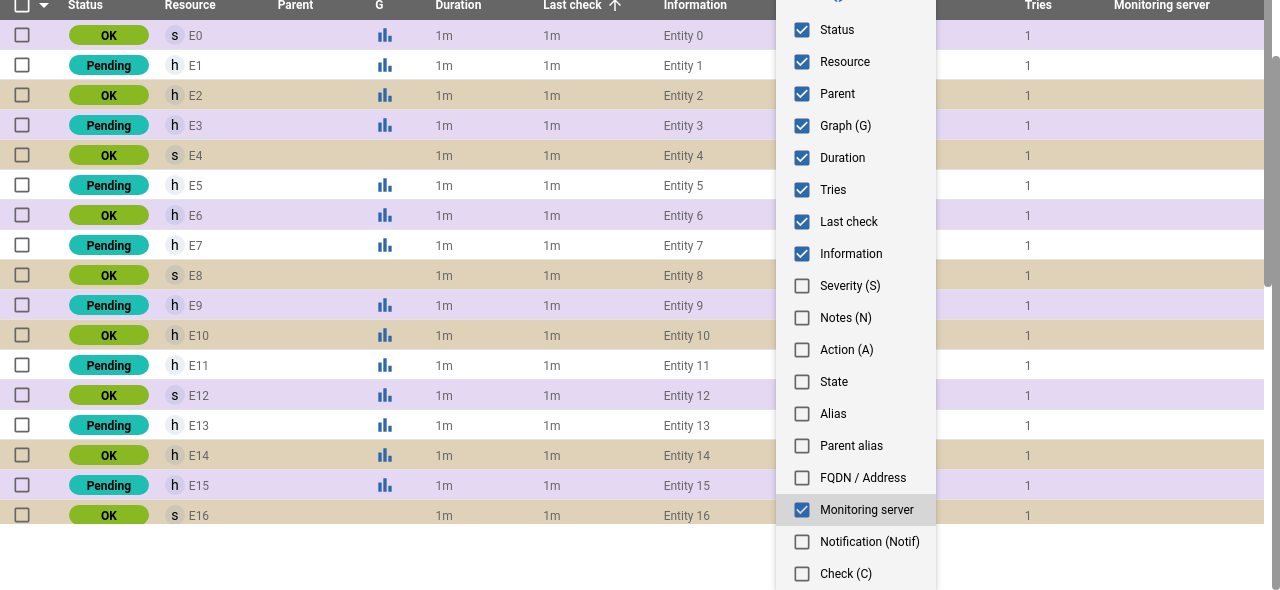 Status Resource Parent G Duration Last check Information Tries Monitoring server
OK s E0 1m 1m Entity 0 1
Pending h E1 1m 1m Entity 1 1
OK h E2 1m 1m Entity 2 1
Pending h E3 1m 1m Entity 3 1
OK s E4 1m 1m Entity 4 1
Pending h E5 1m 1m Entity 5 1
OK h E6 1m 1m Entity 6 1
Pending h E7 1m 1m Entity 7 1
OK s E8 1m 1m Entity 8 1
Pending h E9 1m 1m Entity 9 1
OK h E10 1m 1m Entity 10 1
Pending h E11 1m 1m Entity 11 1
OK s E12 1m 1m Entity 12 1
Pending h E13 1m 1m Entity 13 1
OK h E14 1m 1m Entity 14 1
Pending h E15 1m 1m Entity 15 1
OK s E16 1m 1m Entity 16 1
Status
Resource
Parent
Graph (G)
Duration
Tries
Last check
Information
Severity (S)
Notes (N)
Action (A)
State
Alias
Parent alias
FQDN / Address
Monitoring server
Notification (Notif)
Check (C)